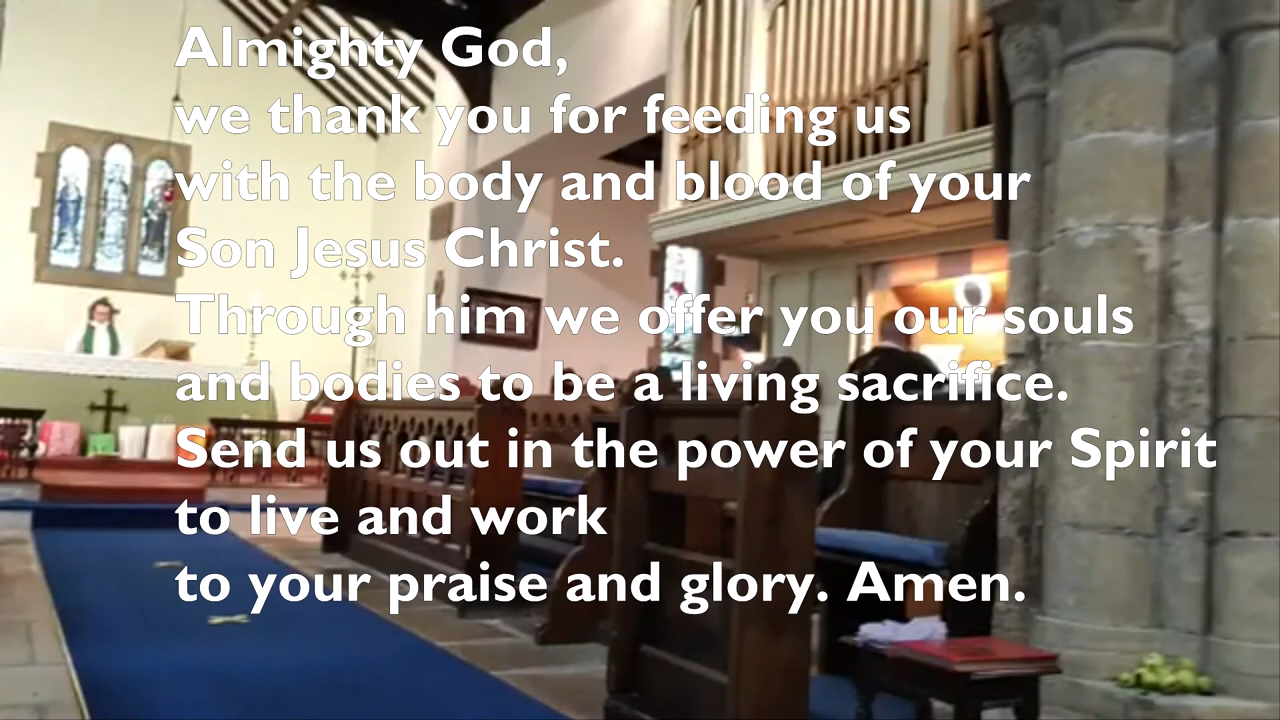 Almighty God,
we thank you for feeding us
with the body and blood of your
Son Jesus Christ.
Through him we offer you our souls
and bodies to be a living sacrifice.
Send us out in the power of your Spirit
to live and work
to your praise and glory. Amen.